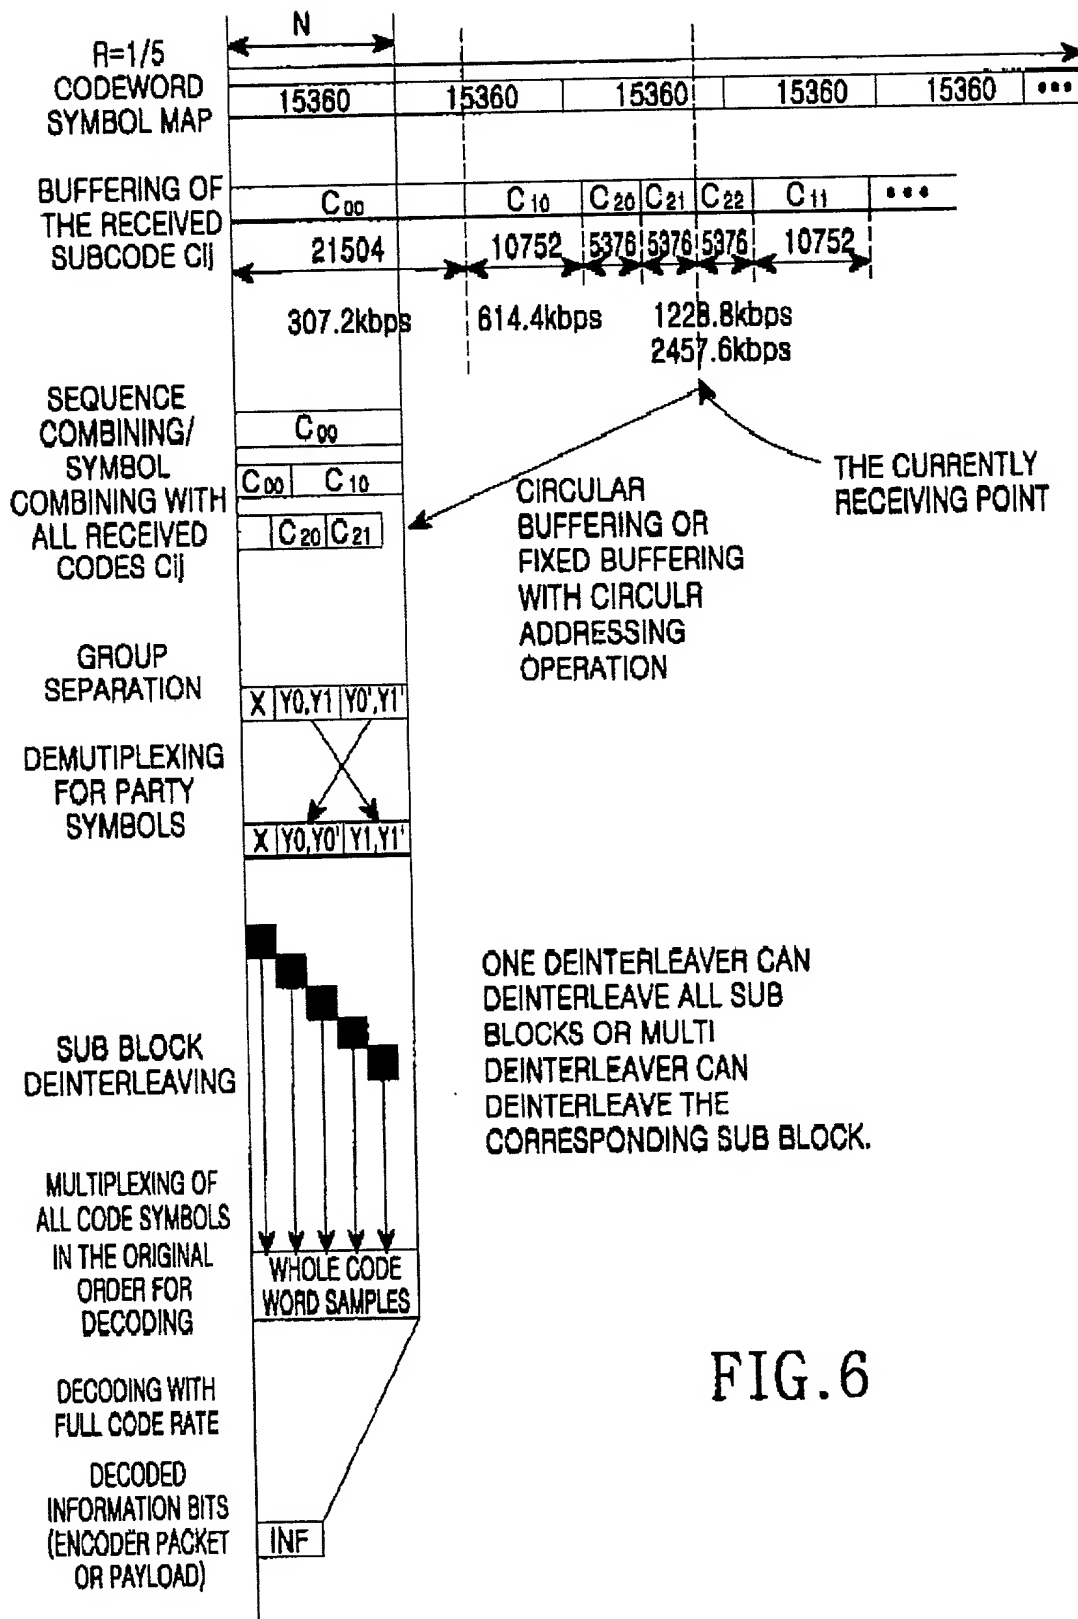 N
R=1/5
CODEWORD
SYMBOL MAP
15360 15360 15360 15360 15360 •••
BUFFERING OF
THE RECEIVED
SUBCODE Cij
C00 C10 C20 C21 C22 C11 •••
21504 10752 5376 5376 5376 10752
307.2kbps 614.4kbps 1228.8kbps
2457.6kbps
SEQUENCE
COMBINING/
SYMBOL
COMBINING WITH
ALL RECEIVED
CODES Cij
C00
C00 C10
C20 C21
THE CURRENTLY
RECEIVING POINT
CIRCULAR
BUFFERING OR
FIXED BUFFERING
WITH CIRCULR
ADDRESSING
OPERATION
GROUP
SEPARATION
X Y0,Y1 Y0',Y1'
DEMUTIPLEXING
FOR PARTY
SYMBOLS
X Y0,Y0' Y1,Y1'
SUB BLOCK
DEINTERLEAVING
ONE DEINTERLEAVER CAN
DEINTERLEAVE ALL SUB
BLOCKS OR MULTI
DEINTERLEAVER CAN
DEINTERLEAVE THE
CORRESPONDING SUB BLOCK.
MULTIPLEXING OF
ALL CODE SYMBOLS
IN THE ORIGINAL
ORDER FOR
DECODING
WHOLE CODE
WORD SAMPLES
DECODING WITH
FULL CODE RATE
DECODED
INFORMATION BITS
(ENCODER PACKET
OR PAYLOAD)
INF
FIG.6